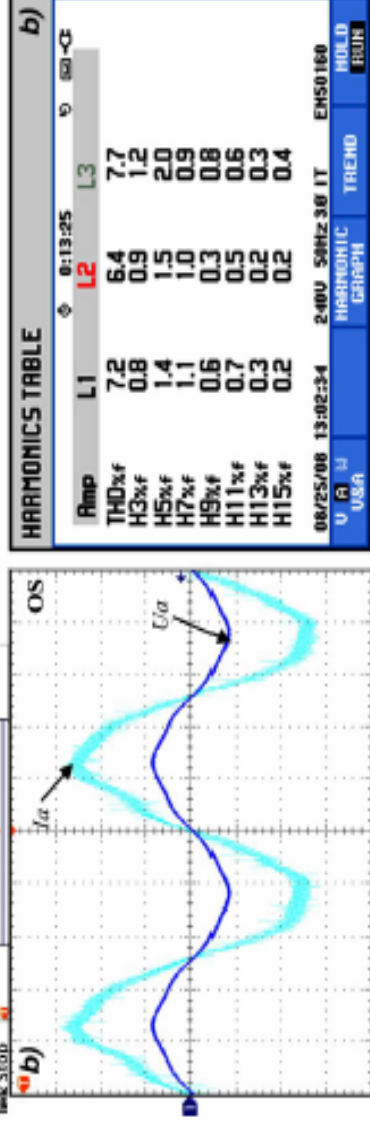 Tek Stop
b)
OS
Ia
Ua
1
HARMONICS TABLE b)
0:13:25
Amp L1 L2 L3
THD%f 7.2 6.4 7.7
H3%f 0.8 0.9 1.2
H5%f 1.4 1.5 2.0
H7%f 1.1 1.0 0.9
H9%f 0.6 0.3 0.8
H11%f 0.7 0.5 0.6
H13%f 0.3 0.2 0.3
H15%f 0.2 0.2 0.4
08/25/08 13:02:34 240V 50Hz 3Ø IT EN50160
V A W
V&A
HARMONIC
GRAPH
TREND
HOLD
RUN